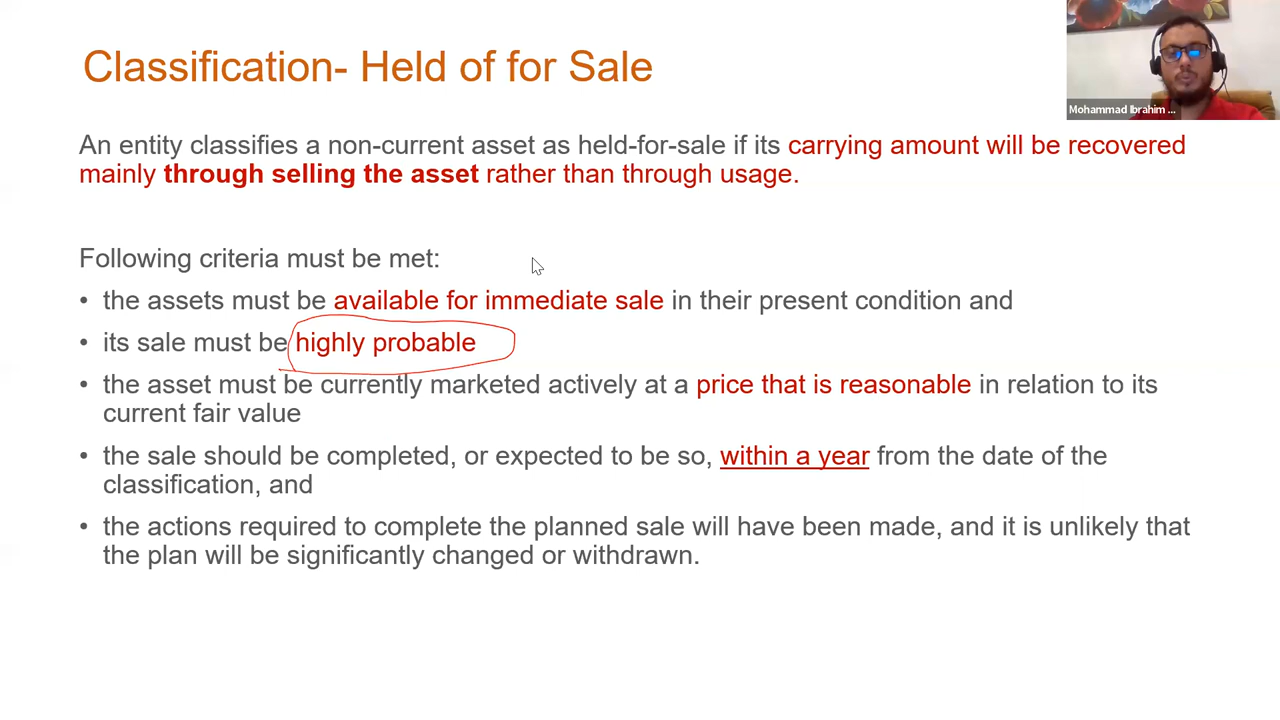 Classification- Held of for Sale
Mohammad Ibrahim ...
An entity classifies a non-current asset as held-for-sale if its carrying amount will be recovered
mainly through selling the asset rather than through usage.
Following criteria must be met:
• the assets must be available for immediate sale in their present condition and
• its sale must be highly probable
• the asset must be currently marketed actively at a price that is reasonable in relation to its
current fair value
• the sale should be completed, or expected to be so, within a year from the date of the
classification, and
• the actions required to complete the planned sale will have been made, and it is unlikely that
the plan will be significantly changed or withdrawn.